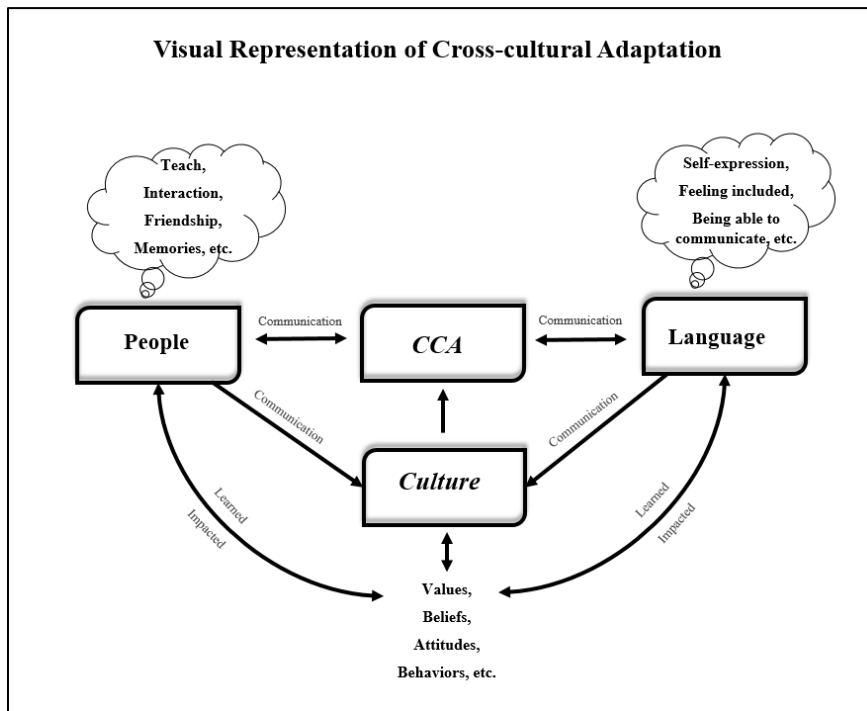 Visual Representation of Cross-cultural Adaptation
Teach,
Interaction,
Friendship,
Memories, etc.
Self-expression,
Feeling included,
Being able to
communicate, etc.
People
Communication
CCA
Communication
Language
Communication
Communication
Culture
Learned
Impacted
Learned
Impacted
Values,
Beliefs,
Attitudes,
Behaviors, etc.